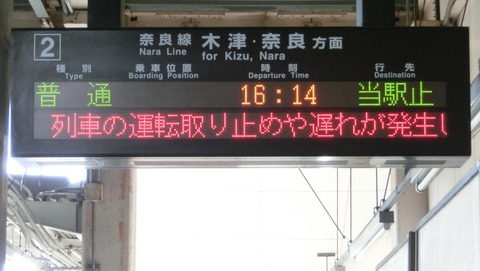 2 奈良線 木津・奈良 方面
Nara Line for Kizu, Nara
種別 乗車位置 時刻 行先
Type Boarding Position Departure Time Destination
普通 16:14 当駅止
列車の運転取り止めや遅れが発生し